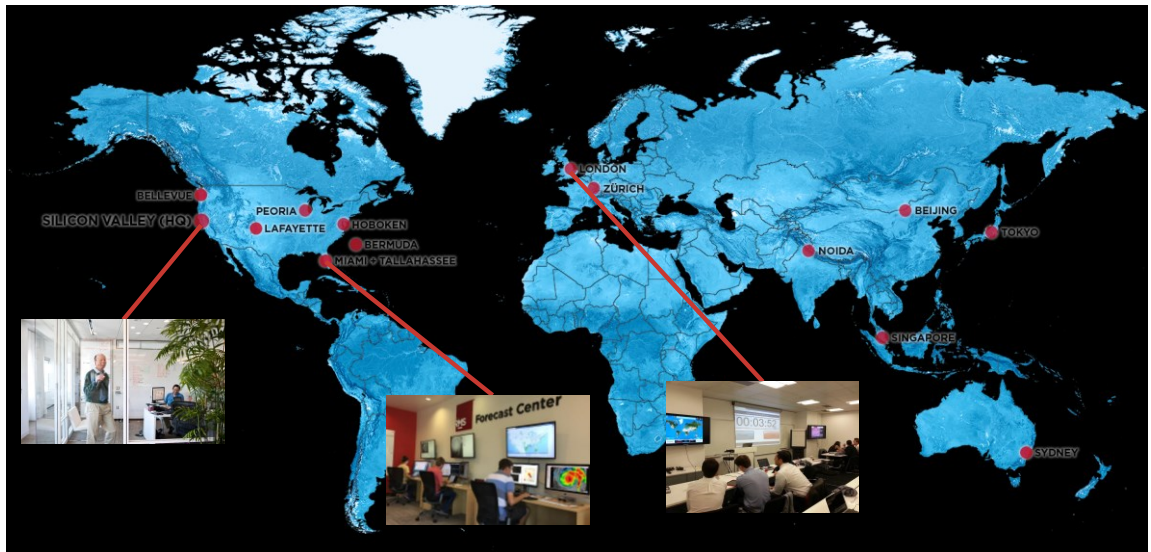 BELLEVUE
SILICON VALLEY (HQ)
PEORIA
LAFAYETTE
HOBOKEN
BERMUDA
MIAMI + TALLAHASSEE
LONDON
ZÜRICH
BEIJING
TOKYO
NOIDA
SINGAPORE
SYDNEY
RMS Forecast Center
00:03:52